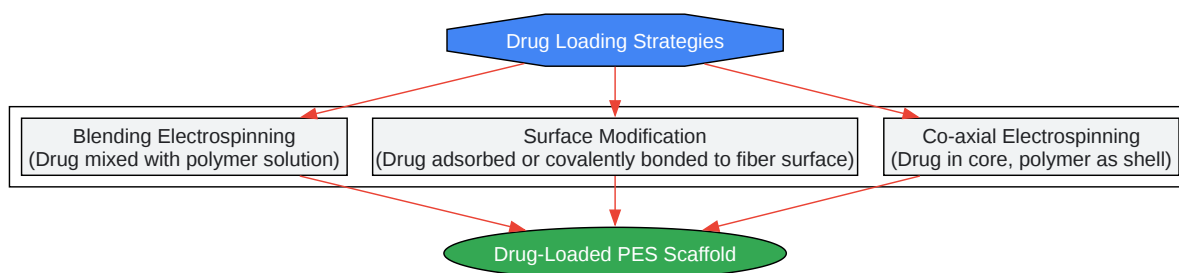 Drug Loading Strategies
Blending Electrospinning
(Drug mixed with polymer solution)
Surface Modification
(Drug adsorbed or covalently bonded to fiber surface)
Co-axial Electrospinning
(Drug in core, polymer as shell)
Drug-Loaded PES Scaffold